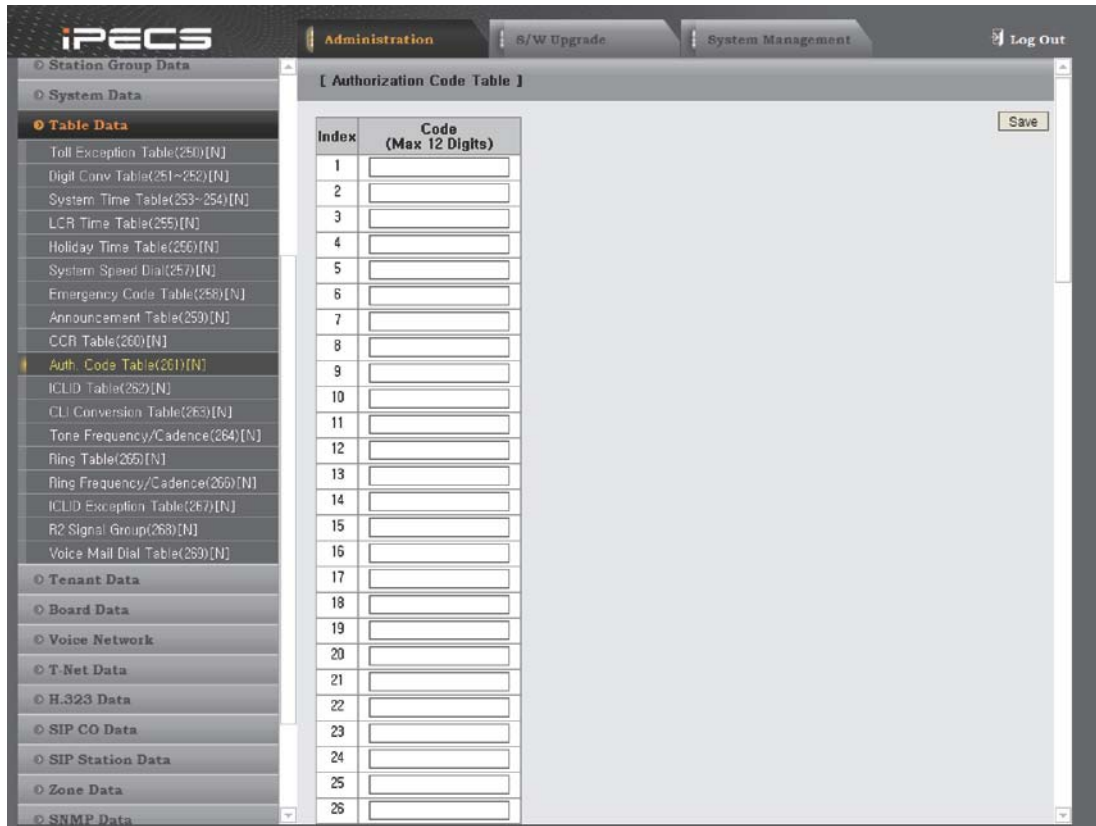 iPECS
Administration
S/W Upgrade
System Management
Log Out
Station Group Data
System Data
Table Data
Toll Exception Table(250)[N]
Digit Conv Table(251~252)[N]
System Time Table(253~254)[N]
LCR Time Table(255)[N]
Holiday Time Table(256)[N]
System Speed Dial(257)[N]
Emergency Code Table(258)[N]
Announcement Table(259)[N]
CCR Table(260)[N]
Auth. Code Table(261)[N]
ICLID Table(262)[N]
CLI Conversion Table(263)[N]
Tone Frequency/Cadence(264)[N]
Ring Table(265)[N]
Ring Frequency/Cadence(266)[N]
ICLID Exception Table(267)[N]
R2 Signal Group(268)[N]
Voice Mail Dial Table(269)[N]
Tenant Data
Board Data
Voice Network
T-Net Data
H.323 Data
SIP CO Data
SIP Station Data
Zone Data
SNMP Data
[ Authorization Code Table ]
Save
Index
Code
(Max 12 Digits)
1
2
3
4
5
6
7
8
9
10
11
12
13
14
15
16
17
18
19
20
21
22
23
24
25
26